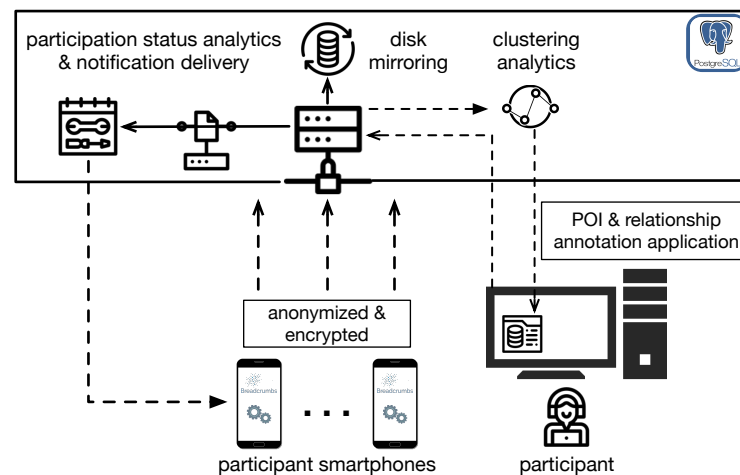 participation status analytics
& notification delivery
disk
mirroring
clustering
analytics
PostgreSQL
POI & relationship
annotation application
anonymized &
encrypted
Breadcrumbs
Breadcrumbs
participant smartphones
participant